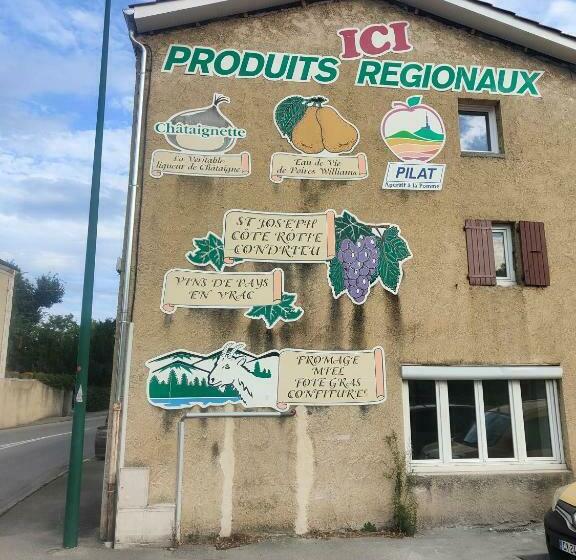 ICI
PRODUITS REGIONAUX
Châtaignette
La Véritable
liqueur de Châtaigne
Eau de Vie
de Poires Williams
PILAT
Apéritif à la Pomme
ST JOSEPH
CÔTE ROTIE
CONDRIEU
VINS DE PAYS
EN VRAC
FROMAGE
MIEL
FOIE GRAS
CONFITURES